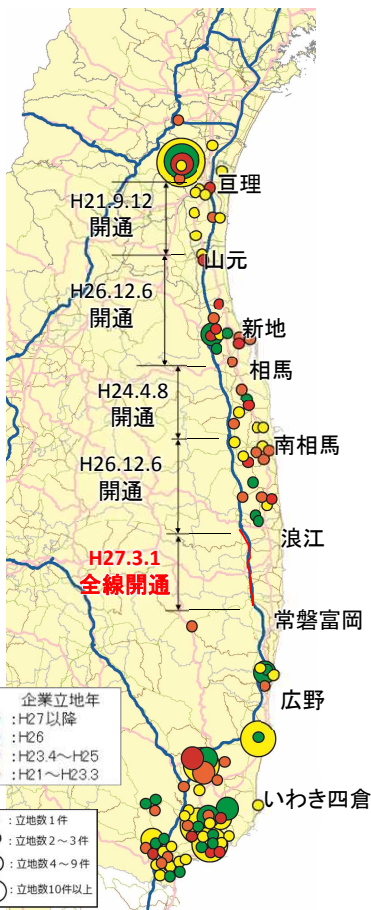 亘理
H21.9.12
開通
山元
H26.12.6
開通
新地
相馬
H24.4.8
開通
南相馬
H26.12.6
開通
浪江
H27.3.1
全線開通
常磐富岡
広野
企業立地年
:H27以降
:H26
:H23.4～H25
:H21～H23.3
いわき四倉
:立地数1件
:立地数2～3件
:立地数4～9件
:立地数10件以上